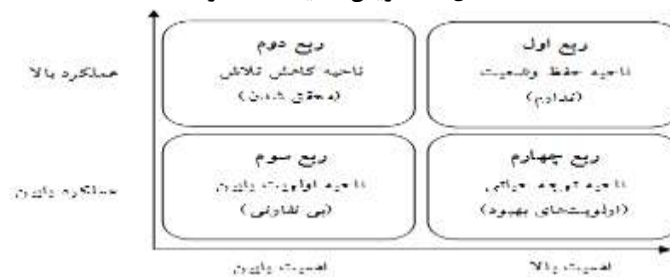 ربع اول
ناحیه حفظ وضعیت
(تداوم)
ربع دوم
ناحیه کاهش تلاش
(محقق شدن)
عملکرد بالا
ربع چهارم
ناحیه توجه حیاتی
(اولویت‌های بهبود)
ربع سوم
ناحیه اولویت پایین
(بی تفاوتی)
عملکرد پایین
اهمیت بالا
اهمیت پایین